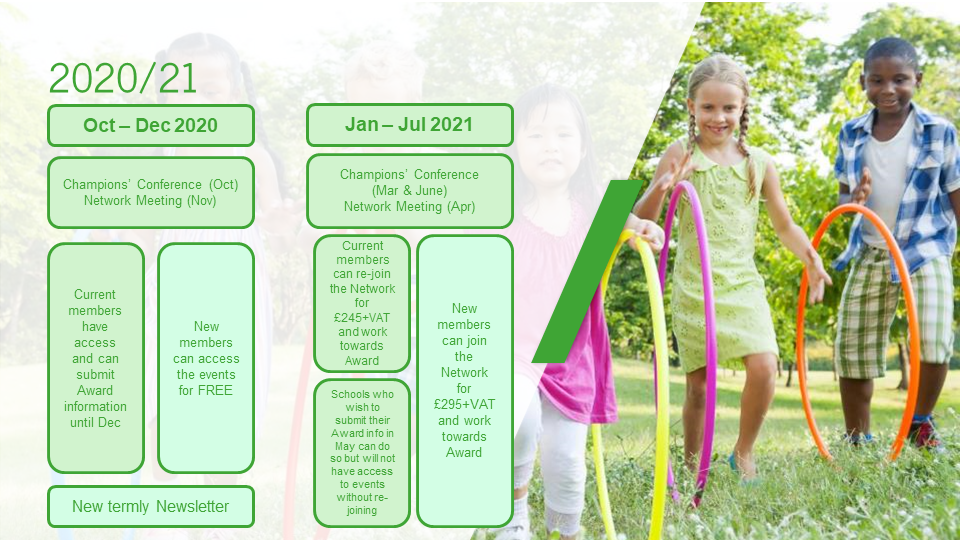 2020/21
Oct – Dec 2020
Champions' Conference (Oct)
Network Meeting (Nov)
Current
members
have
access
and can
submit
Award
information
until Dec
New
members
can access
the events
for FREE
New termly Newsletter
Jan – Jul 2021
Champions' Conference
(Mar & June)
Network Meeting (Apr)
Current
members
can re-join
the Network
for
£245+VAT
and work
towards
Award
Schools who
wish to
submit their
Award info in
May can do
so but will not
have access
to events
without re-
joining
New
members
can join
the
Network
for
£295+VAT
and work
towards
Award